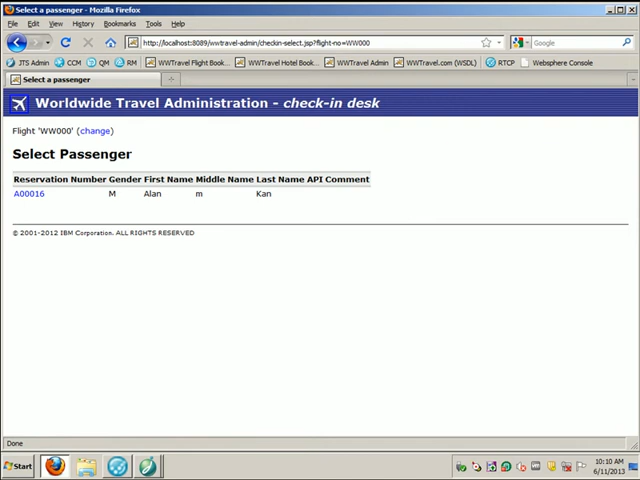 Select a passenger - Mozilla Firefox
File Edit View History Bookmarks Tools Help
http://localhost:8089/wwtravel-admin/checkin-select.jsp?flight-no=WW000
Google
JTS Admin CCM QM RM WWTravel Flight Book... WWTravel Hotel Book... WWTravel Admin WWTravel.com (WSDL) RTCP Websphere Console
Select a passenger
Worldwide Travel Administration - check-in desk
Flight 'WW000' (change)
Select Passenger
Reservation Number Gender First Name Middle Name Last Name API Comment
A00016 M Alan m Kan
© 2001-2012 IBM Corporation. ALL RIGHTS RESERVED
Done
Start
10:10 AM
6/11/2013